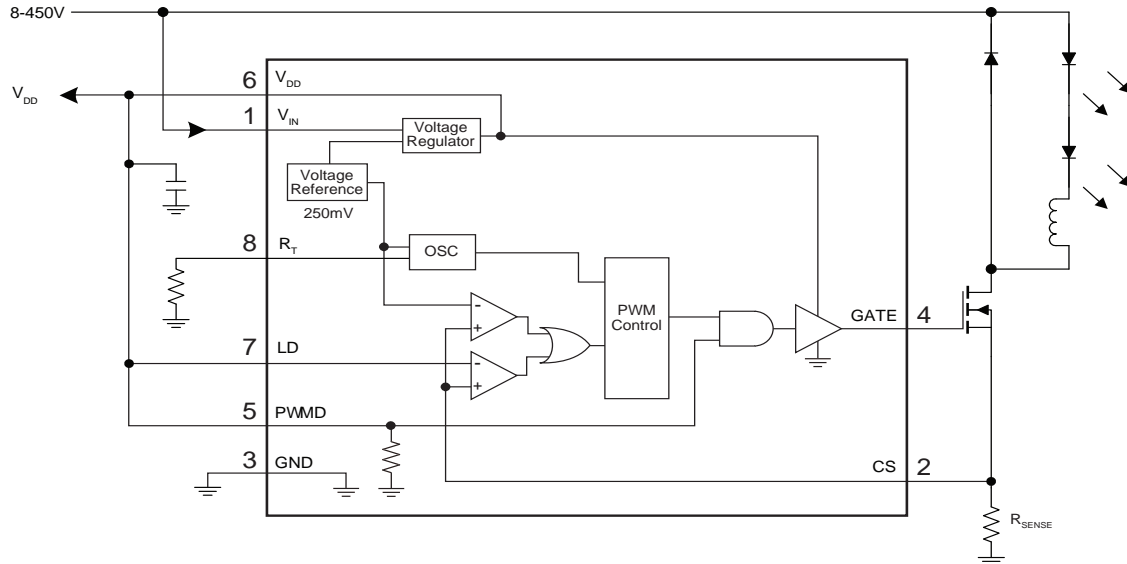 8-450V
6 VDD
VDD
1 VIN
Voltage
Regulator
Voltage
Reference
250mV
8 RT
OSC
PWM
Control
GATE 4
-
+
7 LD
-
+
5 PWMD
3 GND
CS 2
RSENSE